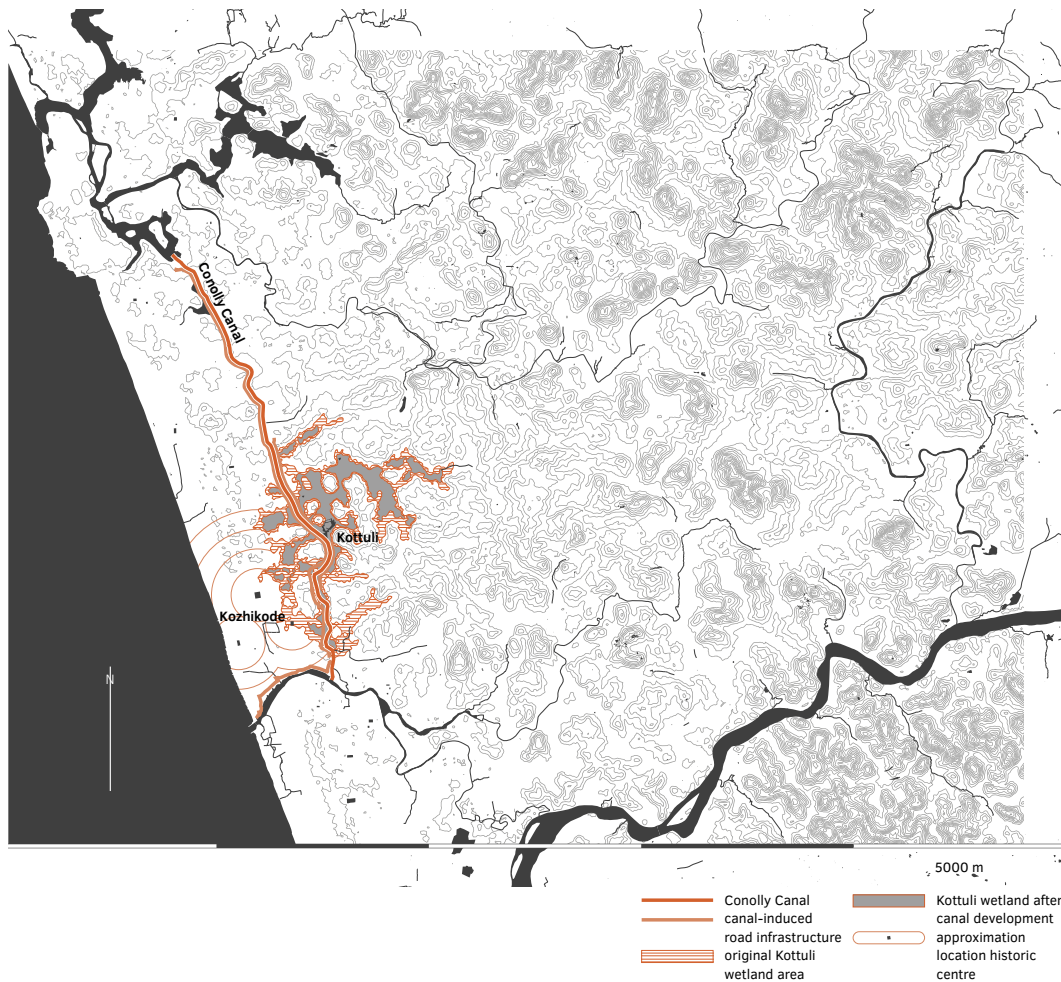 Conolly Canal
Kottuli
Kozhikode
N
5000 m
Conolly Canal
canal-induced
road infrastructure
original Kottuli
wetland area
Kottuli wetland after
canal development
approximation
location historic
centre